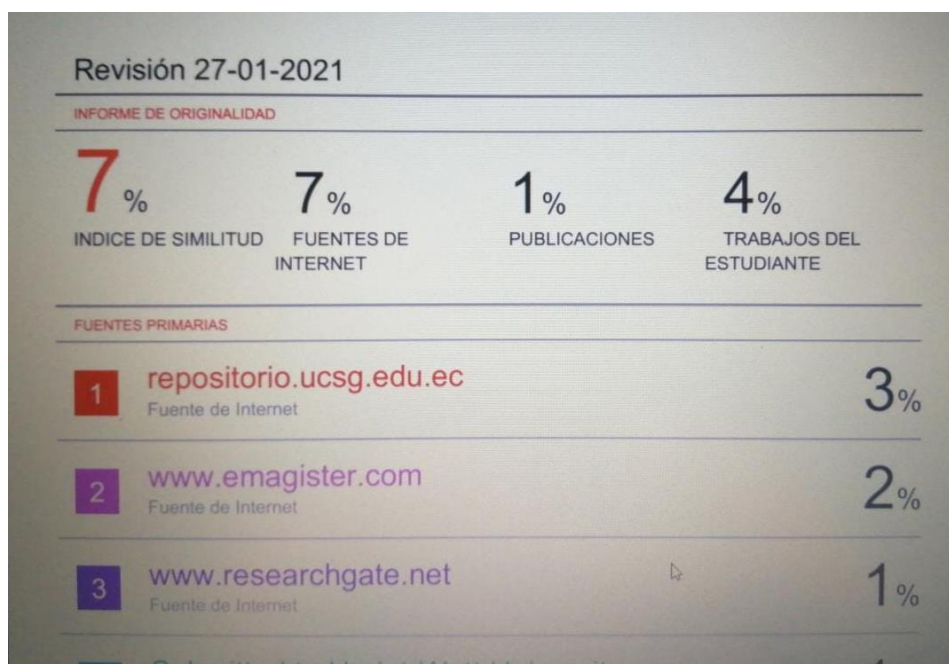 Revisión 27-01-2021
INFORME DE ORIGINALIDAD
7% 7% 1% 4%
INDICE DE SIMILITUD FUENTES DE PUBLICACIONES TRABAJOS DEL
INTERNET ESTUDIANTE
FUENTES PRIMARIAS
1 repositorio.ucsg.edu.ec 3%
Fuente de Internet
2 www.emagister.com 2%
Fuente de Internet
3 www.researchgate.net 1%
Fuente de Internet